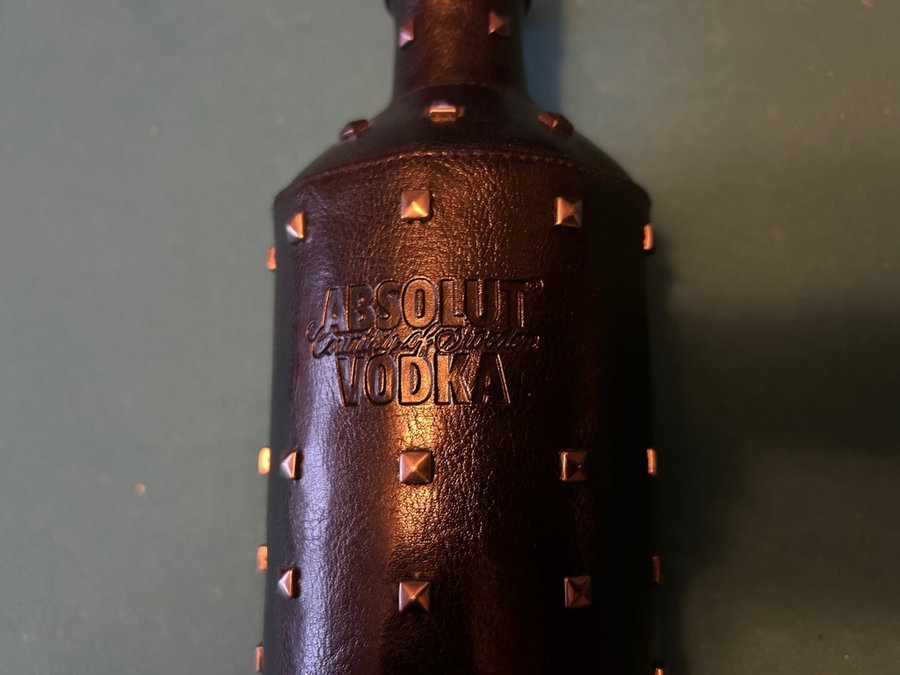 ABSOLUT®
Country of Sweden
VODKA